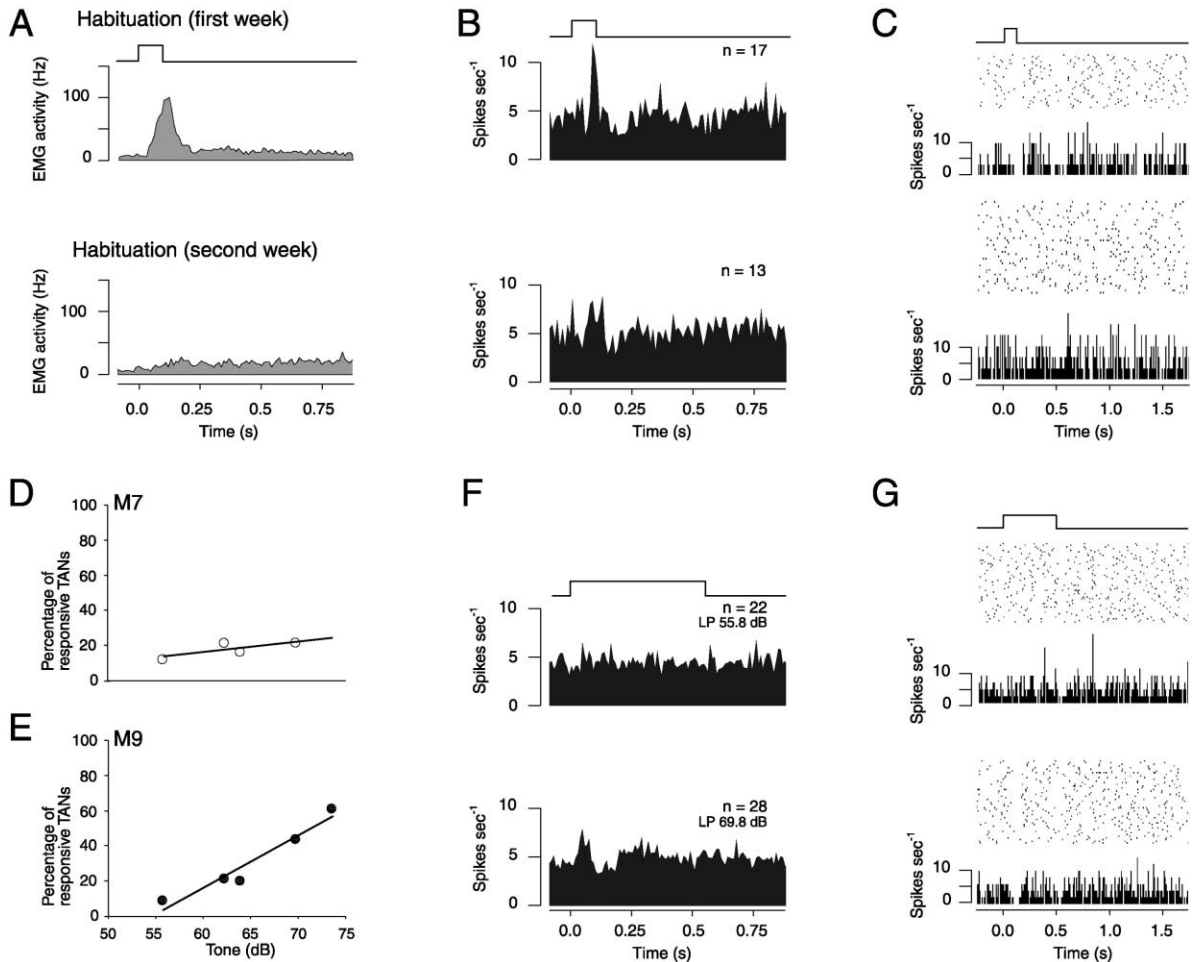 A
Habituation (first week)
EMG activity (Hz)
100
0
Habituation (second week)
EMG activity (Hz)
100
0
0.0 0.25 0.5 0.75
Time (s)
B
n = 17
Spikes sec-1
10
5
0
n = 13
Spikes sec-1
10
5
0
0.0 0.25 0.5 0.75
Time (s)
C
Spikes sec-1
10
0
Spikes sec-1
10
0
0.0 0.5 1.0 1.5
Time (s)
D
M7
Percentage of
responsive TANs
100
80
60
40
20
0
E
M9
Percentage of
responsive TANs
100
80
60
40
20
0
50 55 60 65 70 75
Tone (dB)
F
n = 22
LP 55.8 dB
Spikes sec-1
10
5
0
n = 28
LP 69.8 dB
Spikes sec-1
10
5
0
0.0 0.25 0.5 0.75
Time (s)
G
Spikes sec-1
10
0
Spikes sec-1
10
0
0.0 0.5 1.0 1.5
Time (s)